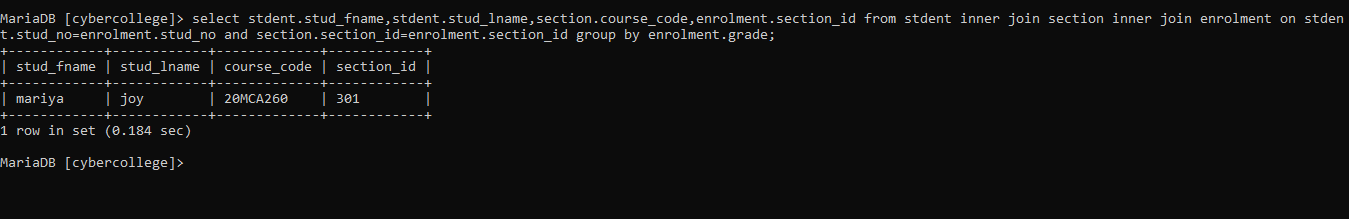 MariaDB [cybercollege]> select stdent.stud_fname,stdent.stud_lname,section.course_code,enrolment.section_id from stdent inner join section inner join enrolment on stden
t.stud_no=enrolment.stud_no and section.section_id=enrolment.section_id group by enrolment.grade;
+------------+------------+-------------+------------+
| stud_fname | stud_lname | course_code | section_id |
+------------+------------+-------------+------------+
| mariya     | joy        | 20MCA260    | 301        |
+------------+------------+-------------+------------+
1 row in set (0.184 sec)
MariaDB [cybercollege]>